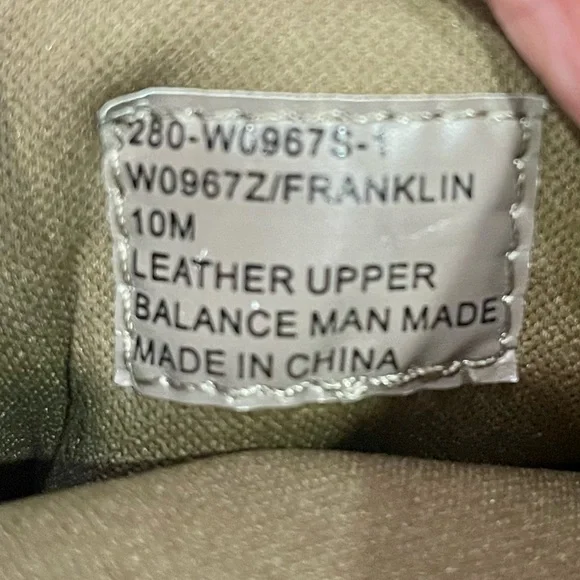 280-W0967S-1
W0967Z/FRANKLIN
10M
LEATHER UPPER
BALANCE MAN MADE
MADE IN CHINA